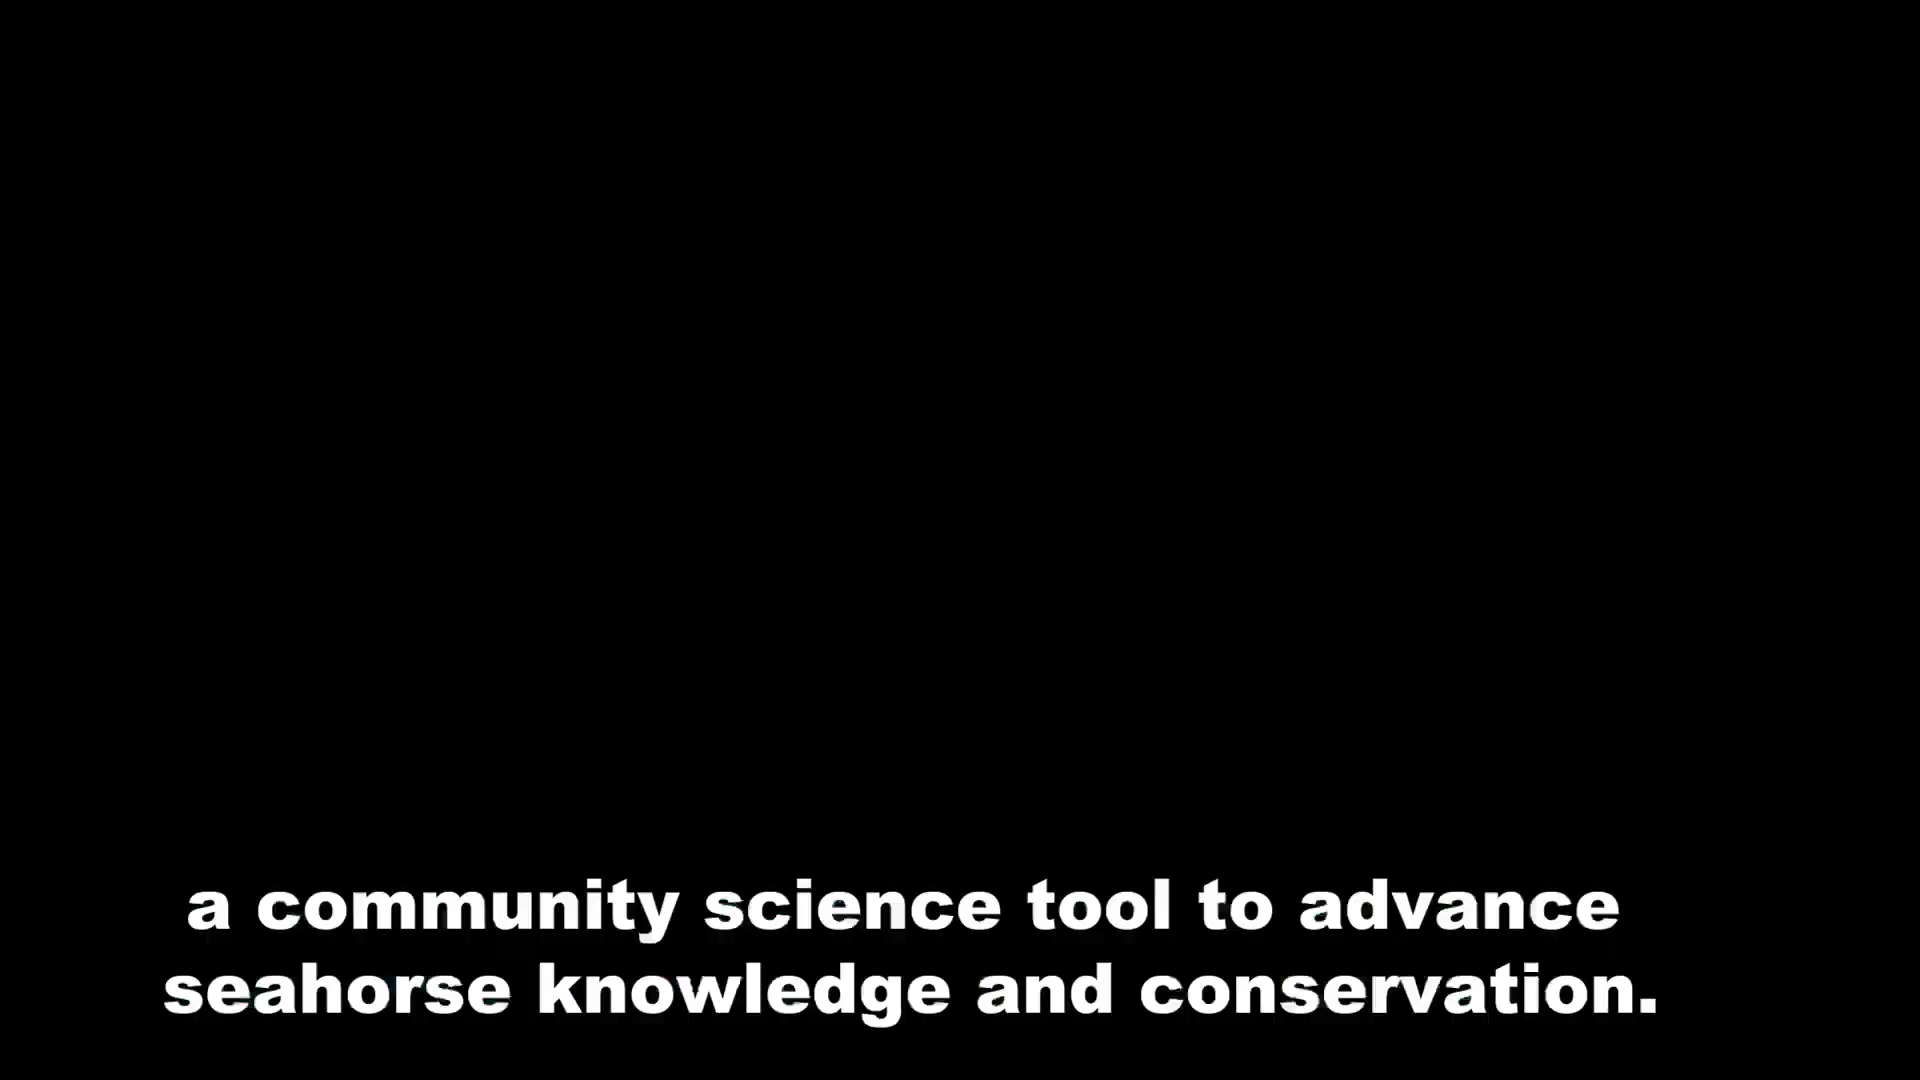 a community science tool to advance
seahorse knowledge and conservation.